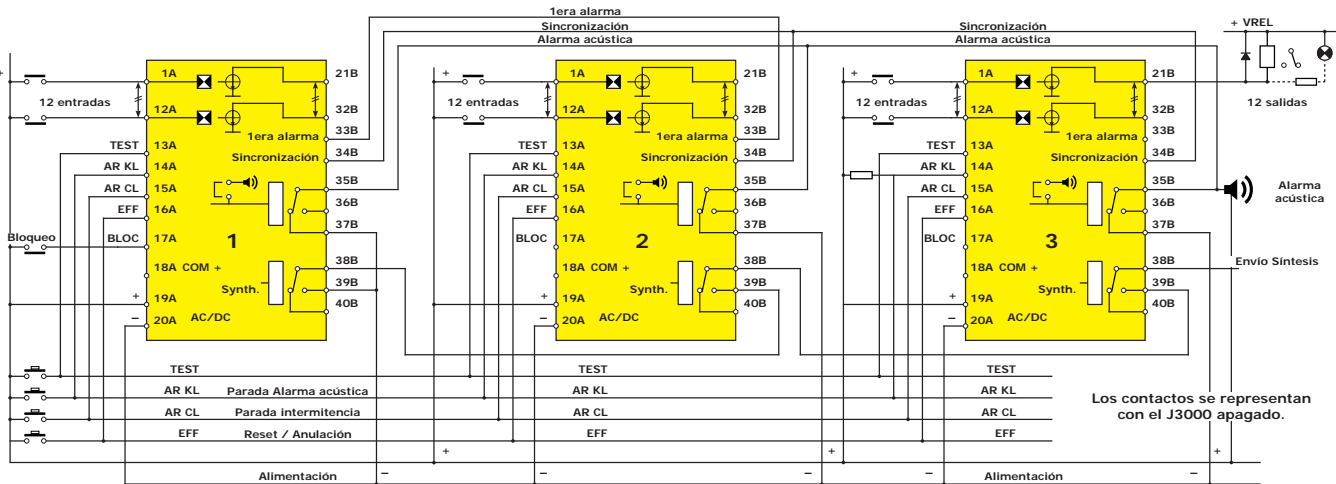 1era alarma
Sincronización
Alarma acústica
Sincronización
Alarma acústica
+ VREL
+
12 entradas
1A
12A
13A
14A
15A
16A
17A
18A COM +
19A
20A
AC/DC
TEST
AR KL
AR CL
EFF
BLOC
Bloqueo
+
–
1era alarma
Sincronización
1
Synth.
21B
32B
33B
34B
35B
36B
37B
38B
39B
40B
+
12 entradas
1A
12A
13A
14A
15A
16A
17A
18A COM +
19A
20A
AC/DC
TEST
AR KL
AR CL
EFF
BLOC
+
–
1era alarma
Sincronización
2
Synth.
21B
32B
33B
34B
35B
36B
37B
38B
39B
40B
+
12 entradas
1A
12A
13A
14A
15A
16A
17A
18A COM +
19A
20A
AC/DC
TEST
AR KL
AR CL
EFF
BLOC
+
–
1era alarma
Sincronización
3
Synth.
21B
32B
33B
34B
35B
36B
37B
38B
39B
40B
12 salidas
Alarma
acústica
Envío Síntesis
TEST
TEST
TEST
AR KL
Parada Alarma acústica
AR KL
AR KL
AR CL
Parada intermitencia
AR CL
AR CL
EFF
Reset / Anulación
EFF
EFF
Los contactos se representan
con el J3000 apagado.
+
+
+
Alimentación
–
–
–
–
Alimentación
–